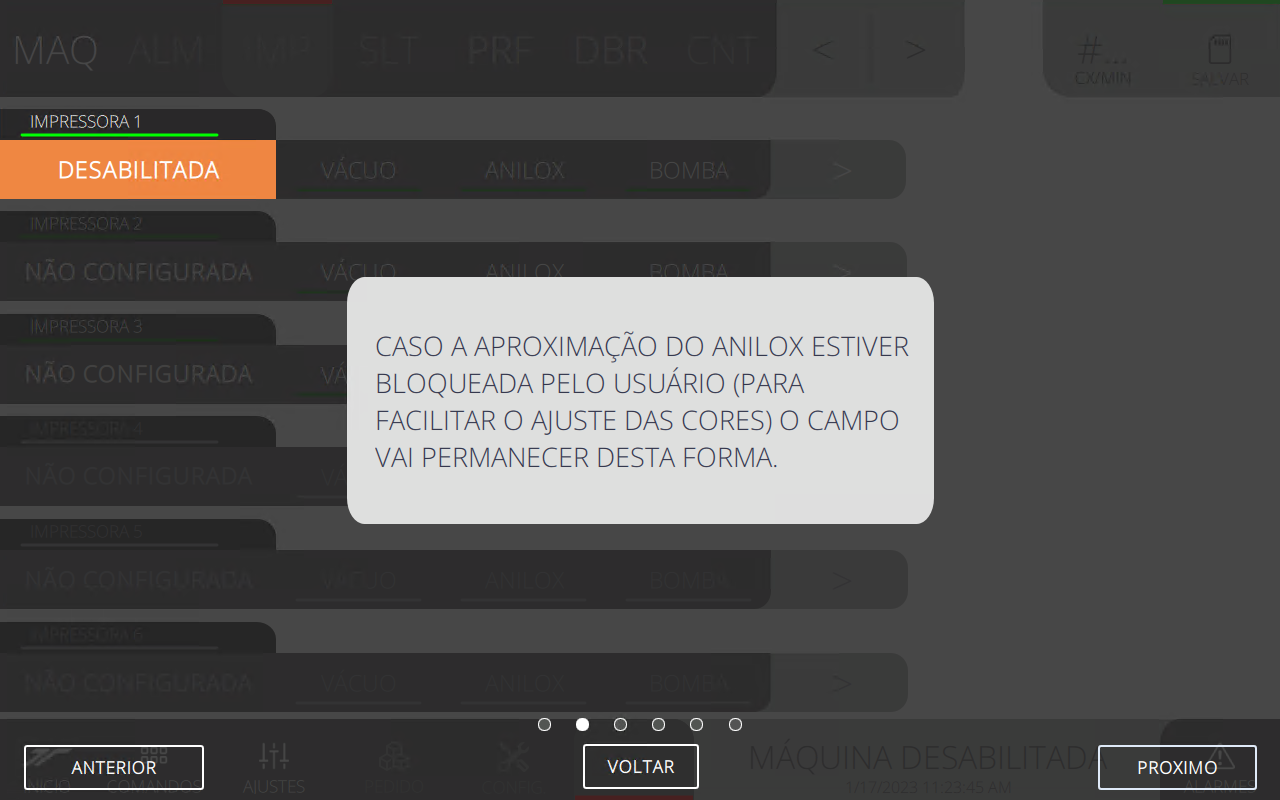 MAQ ALM IMP SLT PRF DBR CNT < > #... CX/MIN SALVAR
IMPRESSORA 1
DESABILITADA VÁCUO ANILOX BOMBA >
IMPRESSORA 2
NÃO CONFIGURADA VÁCUO ANILOX BOMBA >
IMPRESSORA 3
NÃO CONFIGURADA
IMPRESSORA 4
NÃO CONFIGURADA
IMPRESSORA 5
NÃO CONFIGURADA VÁCUO ANILOX BOMBA >
IMPRESSORA 6
NÃO CONFIGURADA VÁCUO ANILOX BOMBA >
CASO A APROXIMAÇÃO DO ANILOX ESTIVER
BLOQUEADA PELO USUÁRIO (PARA
FACILITAR O AJUSTE DAS CORES) O CAMPO
VAI PERMANECER DESTA FORMA.
ANTERIOR
VOLTAR
PROXIMO
INICIO COMANDOS AJUSTES PEDIDO CONFIG
MÁQUINA DESABILITADA
1/17/2023 11:23:45 AM
ALARMES